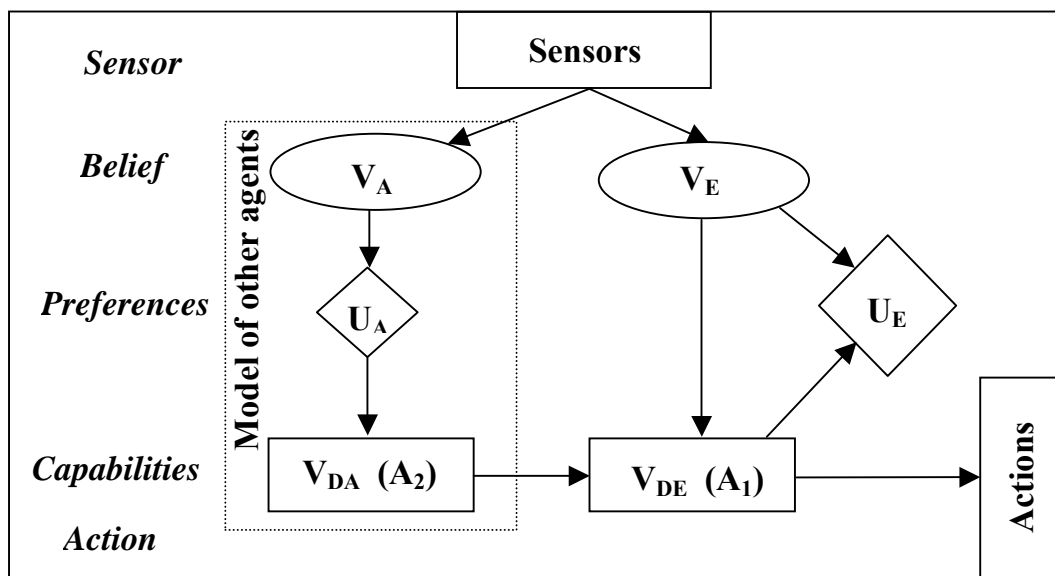 Sensor
Sensors
Model of other agents
Belief
V_A
V_E
Preferences
U_A
U_E
Capabilities
V_DA (A_2)
V_DE (A_1)
Actions
Action